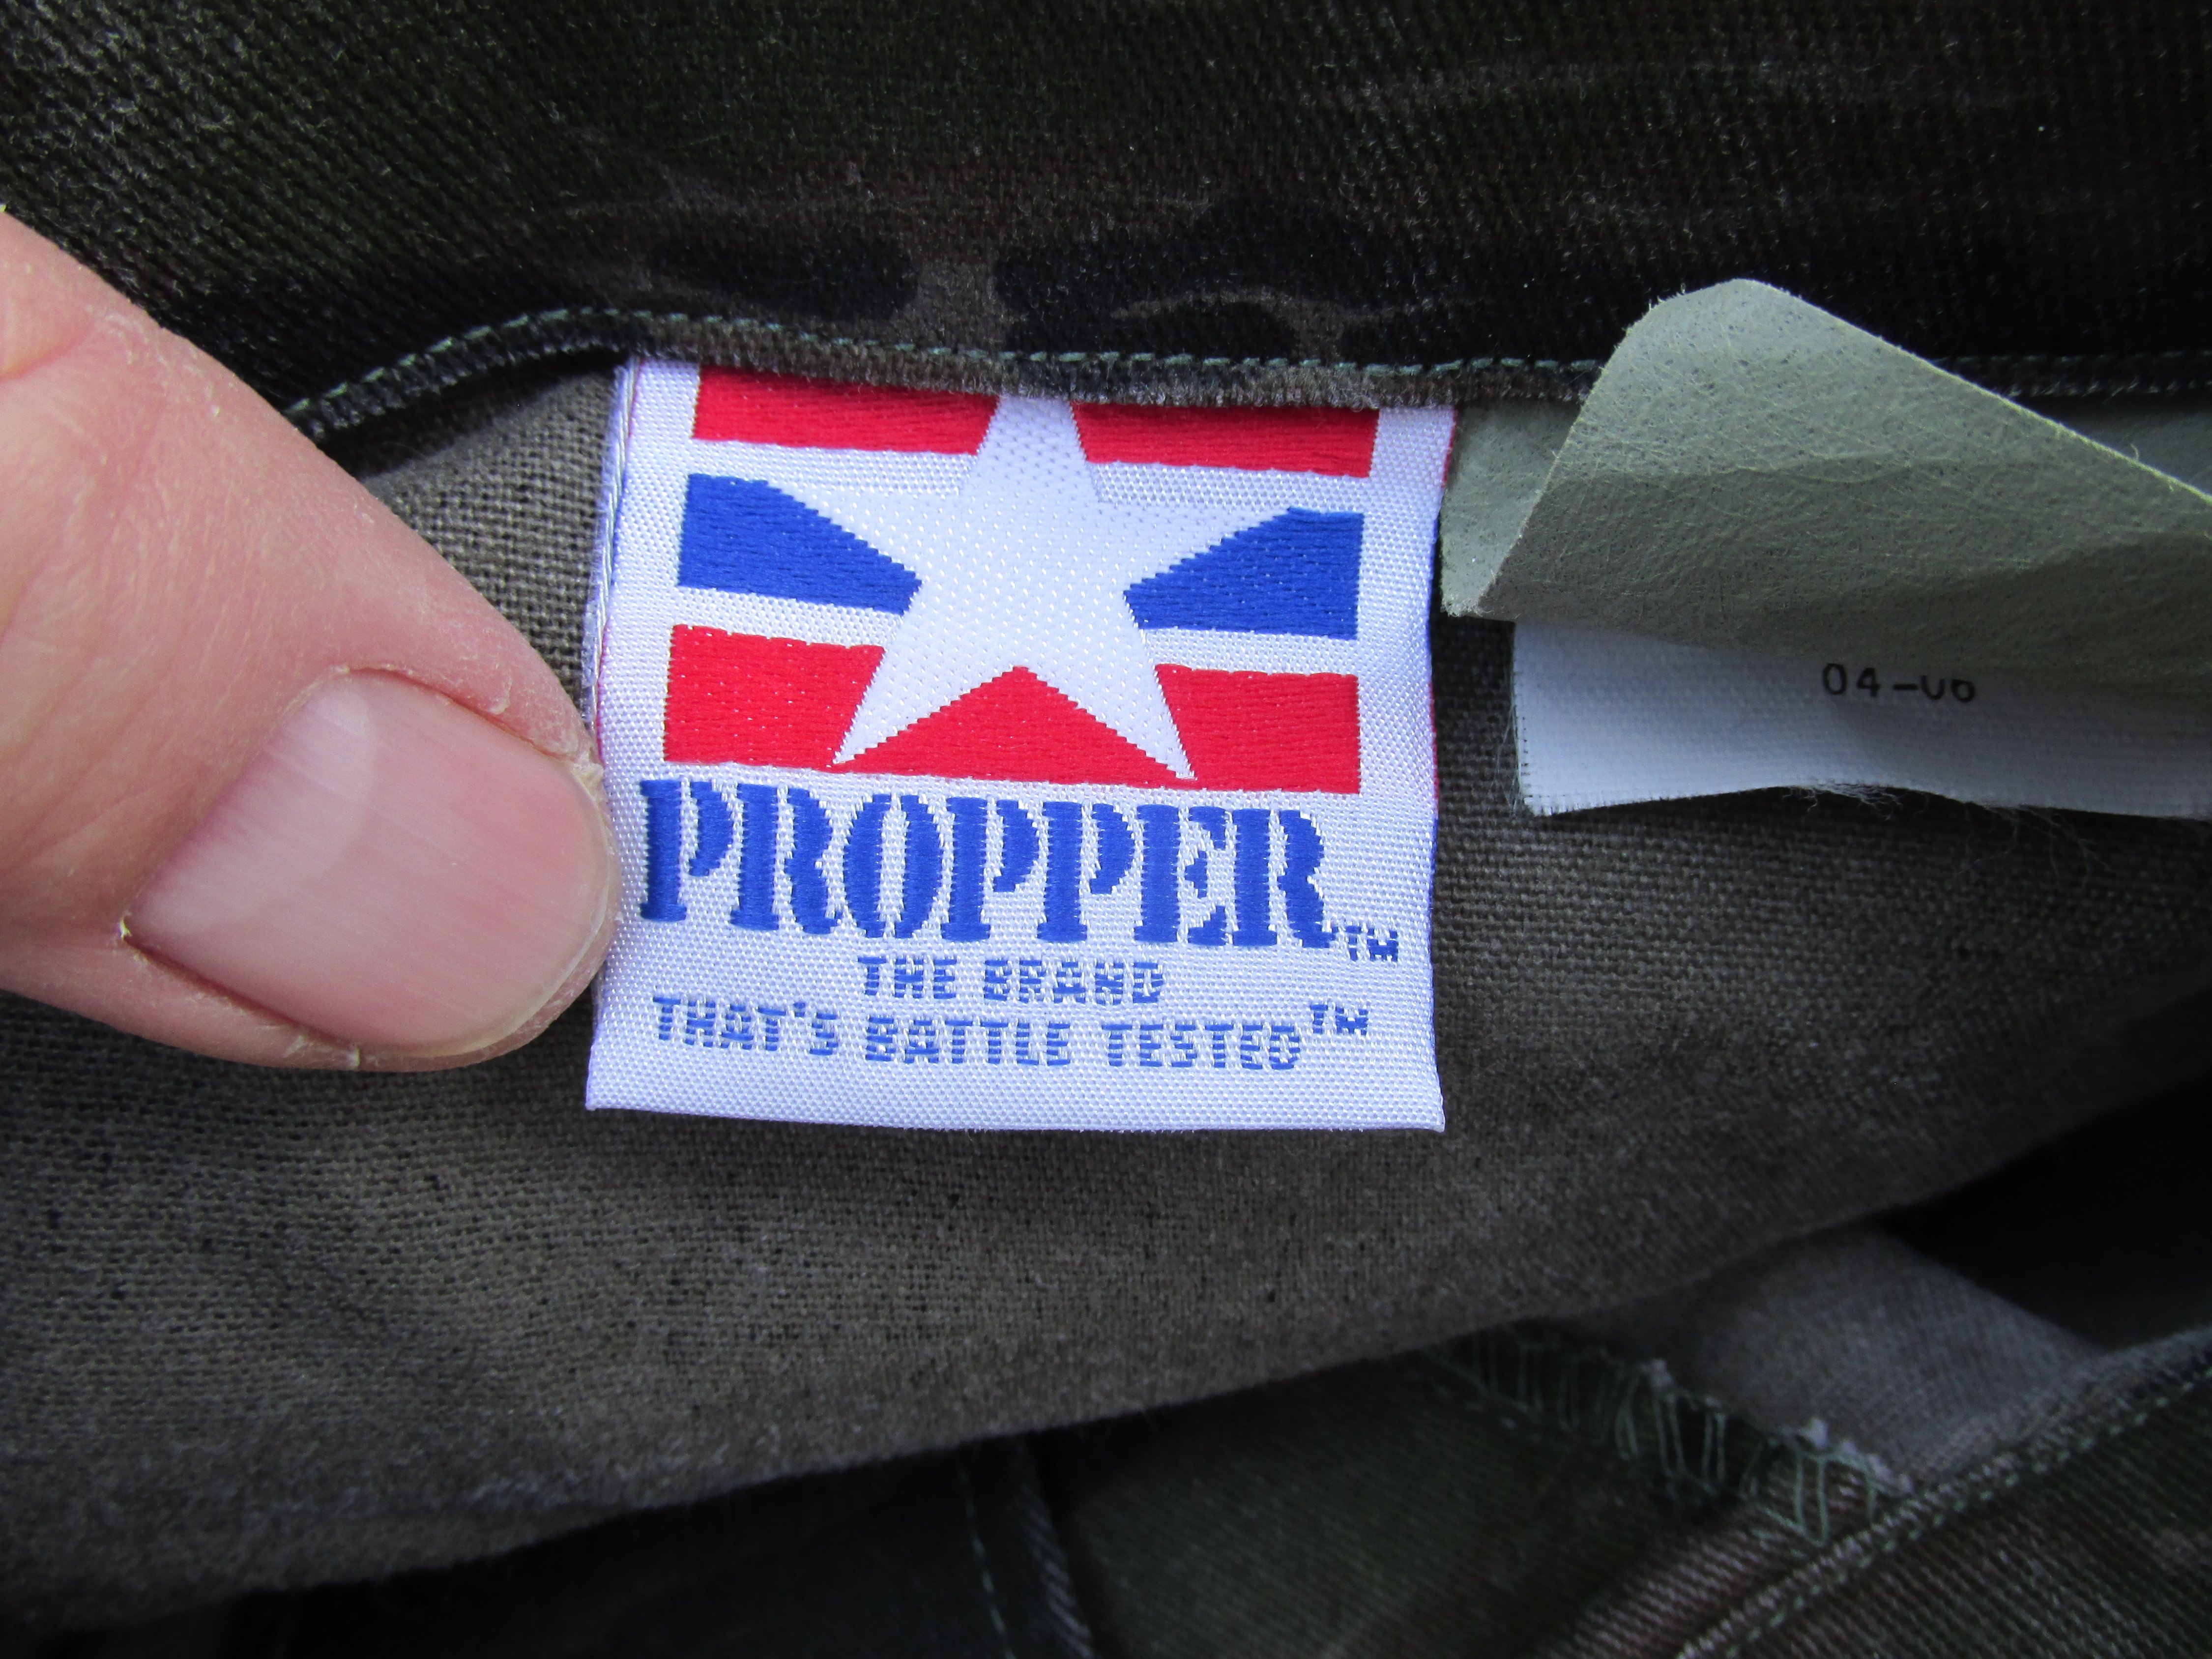 PROPPER™
THE BRAND
THAT'S BATTLE TESTED™
04-06